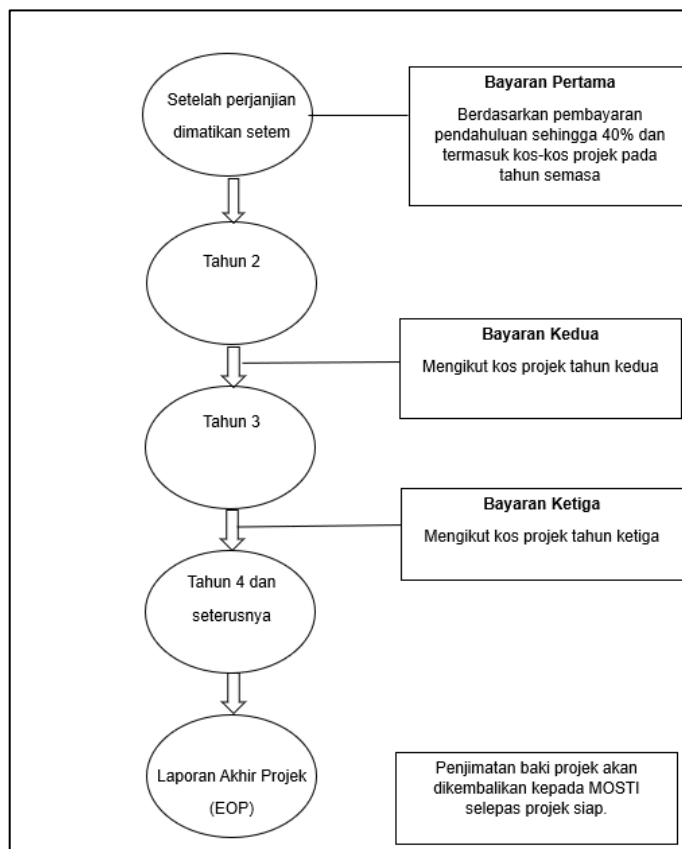 Setelah perjanjian
dimatikan setem
Bayaran Pertama
Berdasarkan pembayaran
pendahuluan sehingga 40% dan
termasuk kos-kos projek pada
tahun semasa
Tahun 2
Bayaran Kedua
Mengikut kos projek tahun kedua
Tahun 3
Bayaran Ketiga
Mengikut kos projek tahun ketiga
Tahun 4 dan
seterusnya
Laporan Akhir Projek
(EOP)
Penjimatan baki projek akan
dikembalikan kepada MOSTI
selepas projek siap.